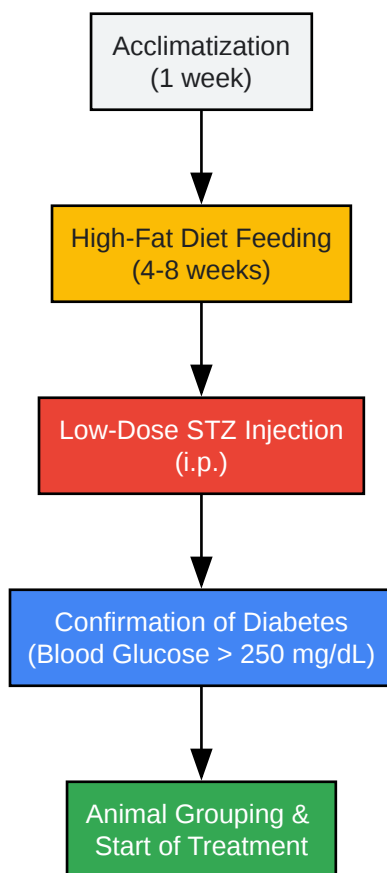 Acclimatization
(1 week)
High-Fat Diet Feeding
(4-8 weeks)
Low-Dose STZ Injection
(i.p.)
Confirmation of Diabetes
(Blood Glucose > 250 mg/dL)
Animal Grouping &
Start of Treatment